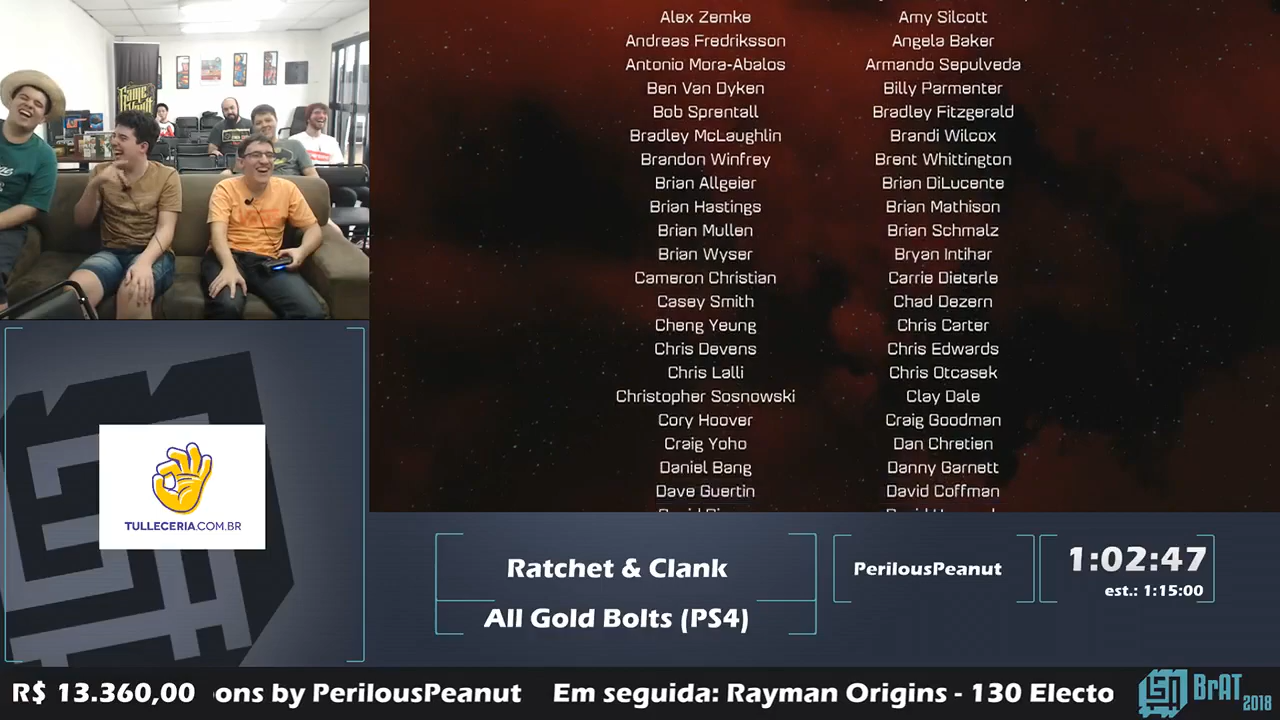 Alex Zemke
Andreas Fredriksson
Antonio Mora-Abalos
Ben Van Dyken
Bob Sprentall
Bradley McLaughlin
Brandon Winfrey
Brian Allgeier
Brian Hastings
Brian Mullen
Brian Wyser
Cameron Christian
Casey Smith
Cheng Yeung
Chris Devens
Chris Lalli
Christopher Sosnowski
Cory Hoover
Craig Yoho
Daniel Bang
Dave Guertin
Amy Silcott
Angela Baker
Armando Sepulveda
Billy Parmenter
Bradley Fitzgerald
Brandi Wilcox
Brent Whittington
Brian DiLucente
Brian Mathison
Brian Schmalz
Bryan Intihar
Carrie Dieterle
Chad Dezern
Chris Carter
Chris Edwards
Chris Otcasek
Clay Dale
Craig Goodman
Dan Chretien
Danny Garnett
David Coffman
Game Vault
TULLECERIA.COM.BR
Ratchet & Clank
All Gold Bolts (PS4)
PerilousPeanut
1:02:47
est.: 1:15:00
R$ 13.360,00
ons by PerilousPeanut Em seguida: Rayman Origins - 130 Electo
BrAT
2018